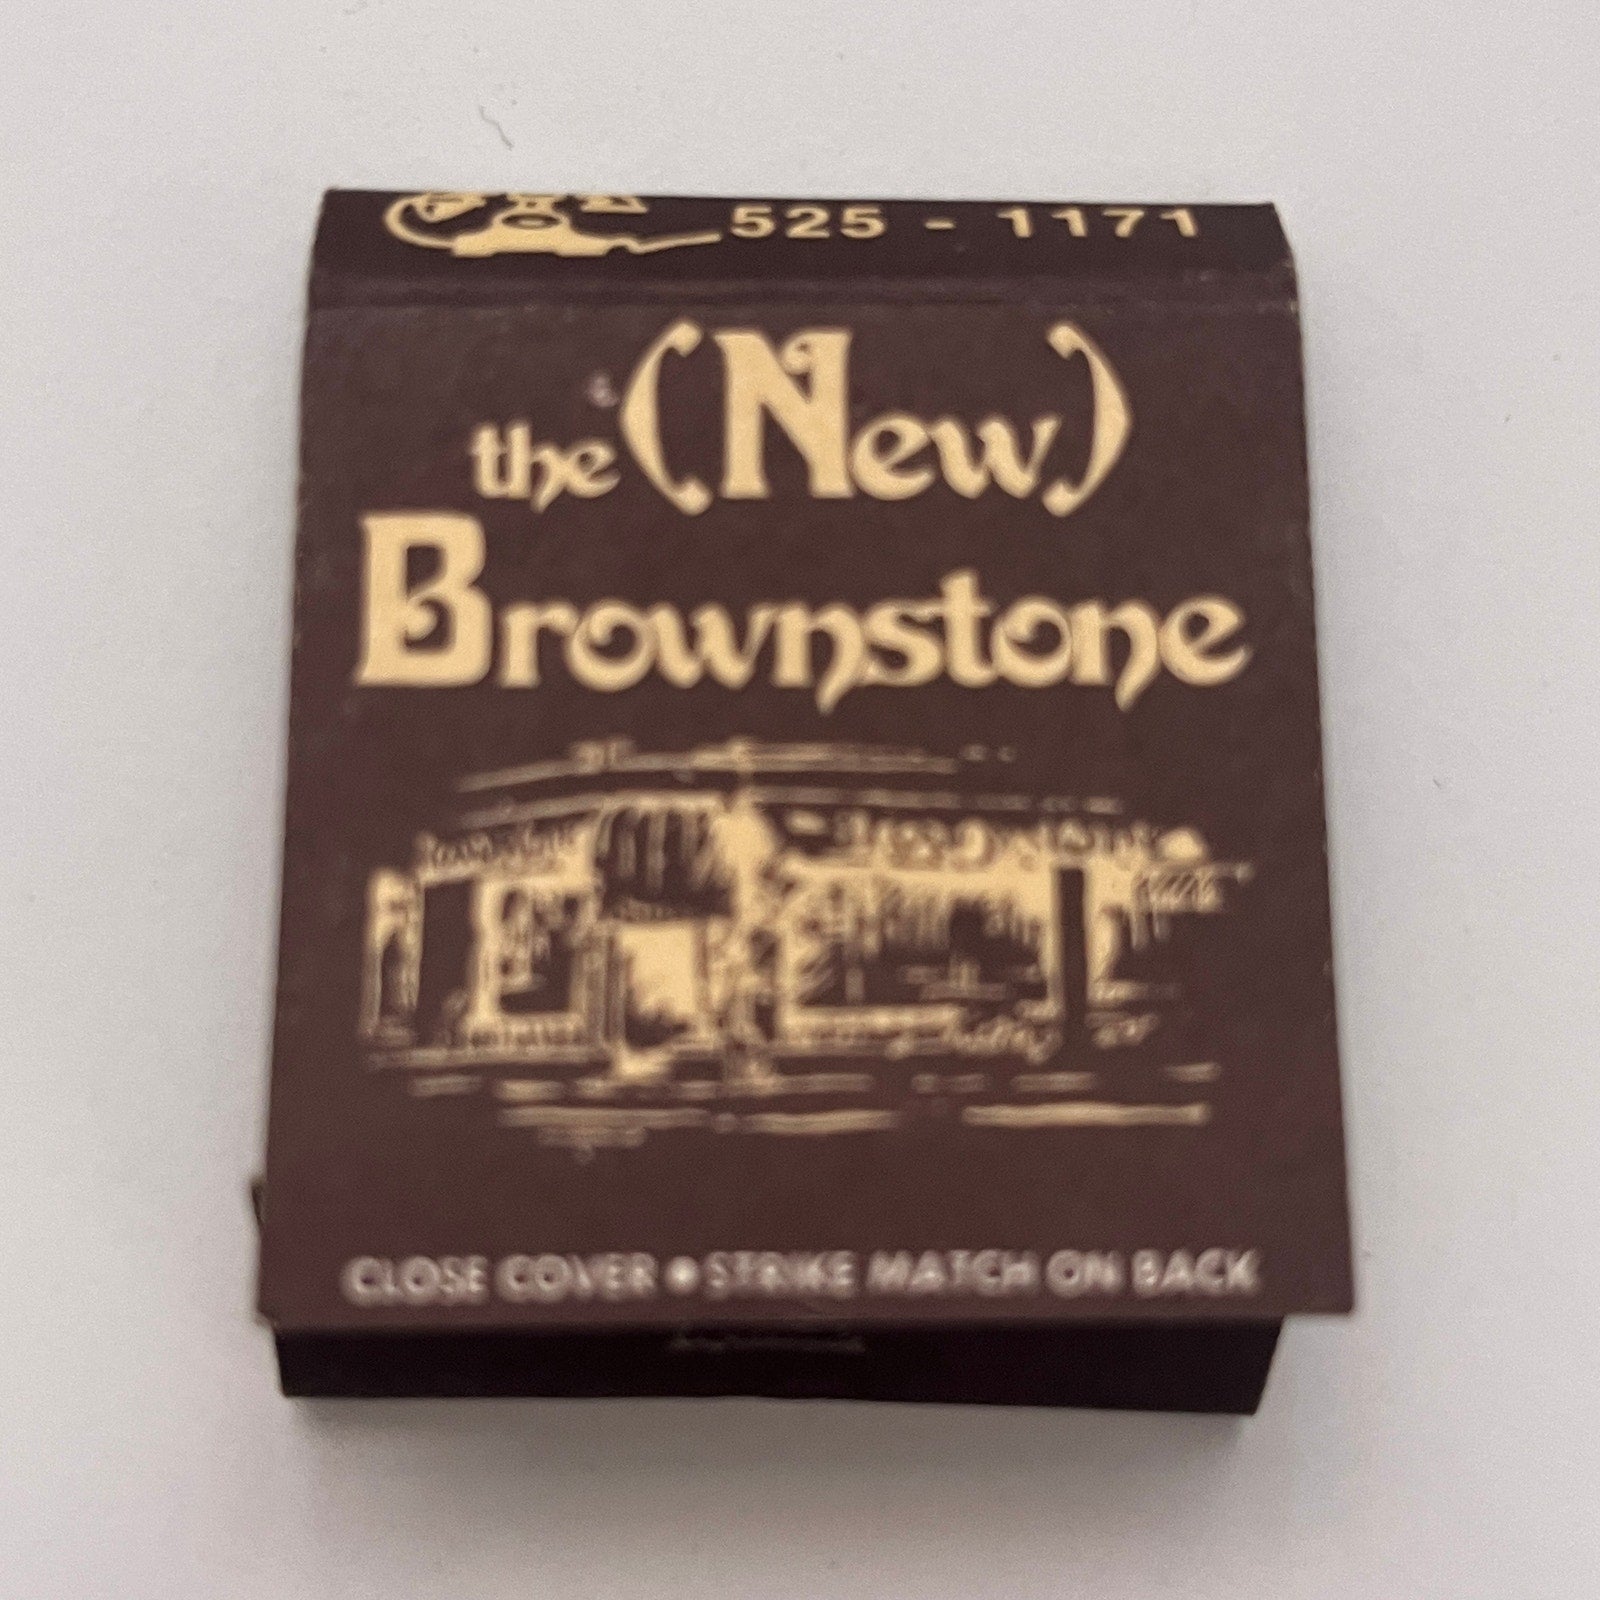 525 - 1171
the (New)
Brownstone
CLOSE COVER • STRIKE MATCH ON BACK